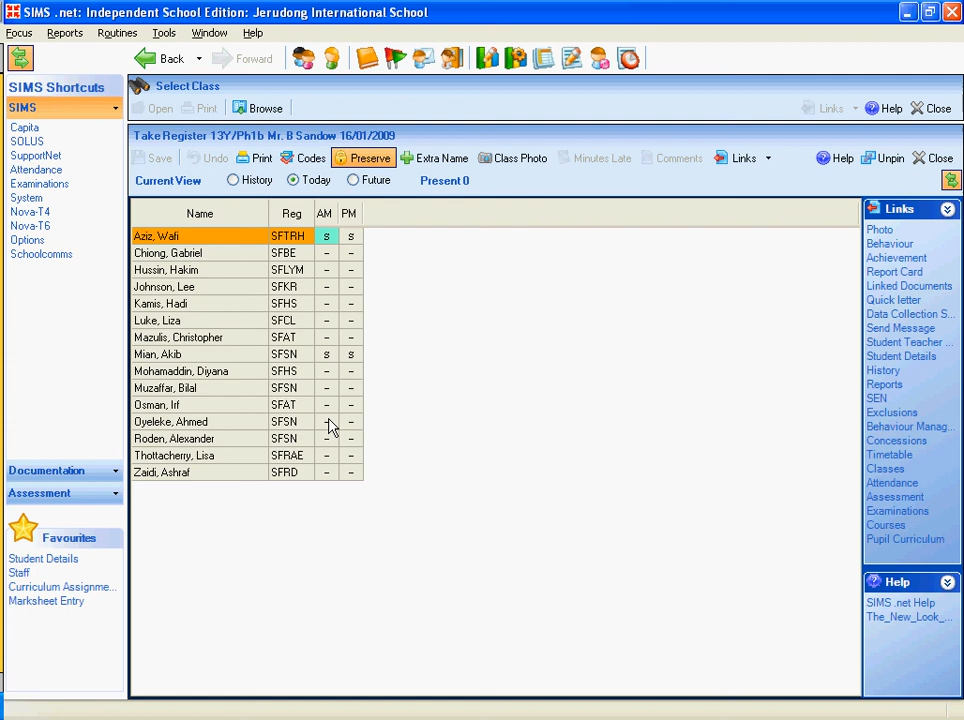 SIMS .net: Independent School Edition: Jerudong International School
Focus Reports Routines Tools Window Help
Back Forward
SIMS Shortcuts
SIMS
Capita
SOLUS
SupportNet
Attendance
Examinations
System
Nova-T4
Nova-T6
Options
Schoolcomms
Documentation
Assessment
Favourites
Student Details
Staff
Curriculum Assignme...
Marksheet Entry
Select Class
Open Print Browse Links Help Close
Take Register 13Y/Ph1b Mr. B Sandow 16/01/2009
Save Undo Print Codes Preserve Extra Name Class Photo Minutes Late Comments Links Help Unpin Close
Current View History Today Future Present 0
Name Reg AM PM
Aziz, Wafi SFTRH s s
Chiong, Gabriel SFBE - -
Hussin, Hakim SFLYM - -
Johnson, Lee SFKR - -
Kamis, Hadi SFHS - -
Luke, Liza SFCL - -
Mazulis, Christopher SFAT - -
Mian, Akib SFSN s s
Mohamaddin, Diyana SFHS - -
Muzaffar, Bilal SFSN - -
Osman, Irf SFAT - -
Oyeleke, Ahmed SFSN - -
Roden, Alexander SFSN - -
Thottacherry, Lisa SFRAE - -
Zaidi, Ashraf SFRD - -
Links
Photo
Behaviour
Achievement
Report Card
Linked Documents
Quick letter
Data Collection S...
Send Message
Student Teacher ...
Student Details
History
Reports
SEN
Exclusions
Behaviour Manag...
Concessions
Timetable
Classes
Attendance
Assessment
Examinations
Courses
Pupil Curriculum
Help
SIMS .net Help
The_New_Look_...